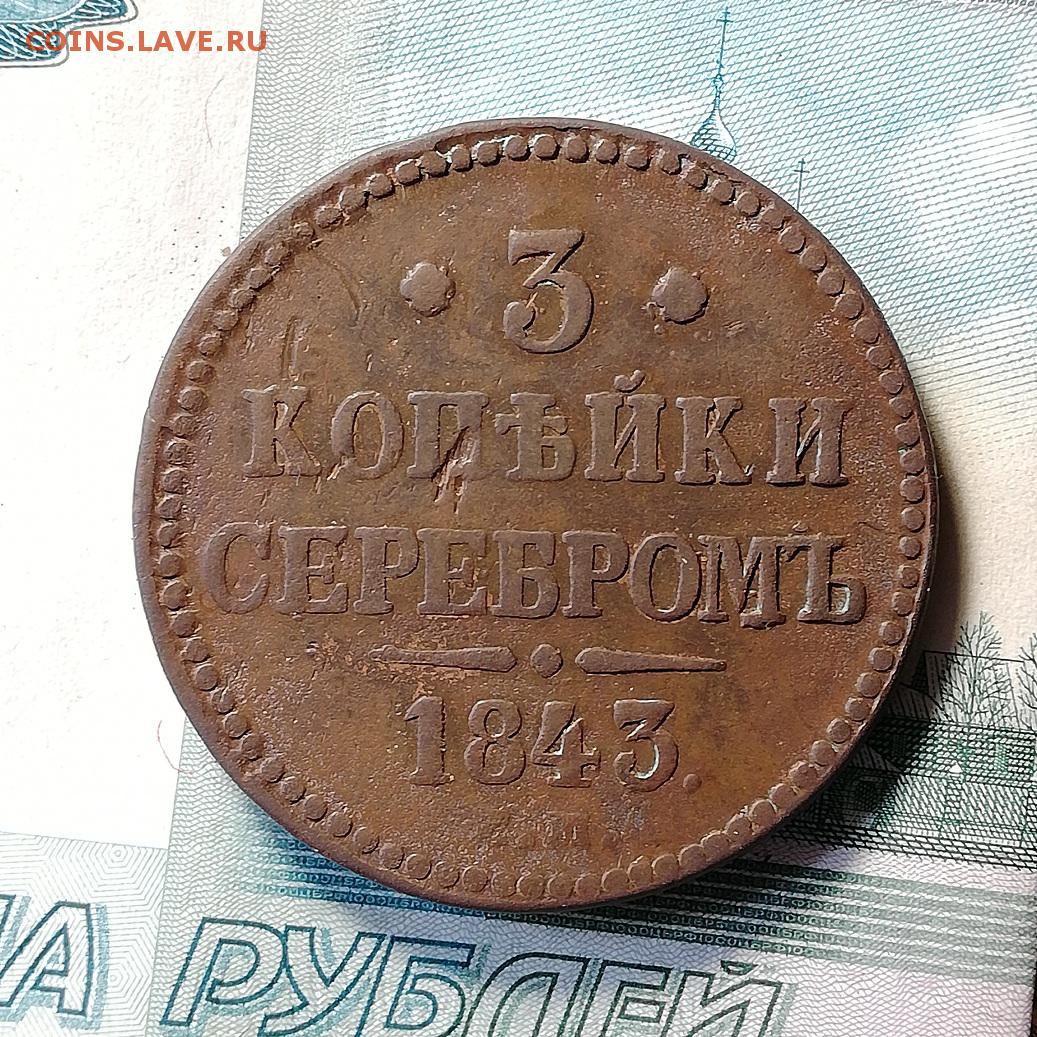 COINS.LAVE.RU
3
КОПѢЙКИ
СЕРЕБРОМЪ
1843.
РУБЛЕЙ